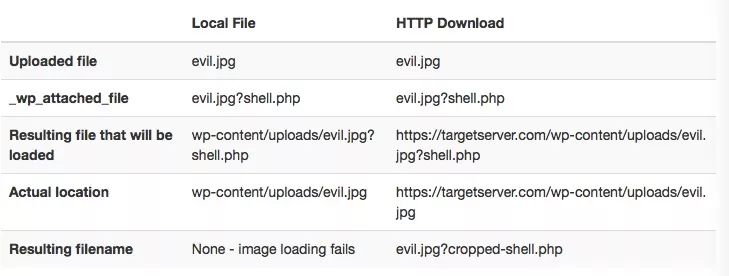 Local File HTTP Download
Uploaded file evil.jpg evil.jpg
_wp_attached_file evil.jpg?shell.php evil.jpg?shell.php
Resulting file that will be wp-content/uploads/evil.jpg? https://targetserver.com/wp-content/uploads/evil.
loaded shell.php jpg?shell.php
Actual location wp-content/uploads/evil.jpg https://targetserver.com/wp-content/uploads/evil.
jpg
Resulting filename None - image loading fails evil.jpg?cropped-shell.php